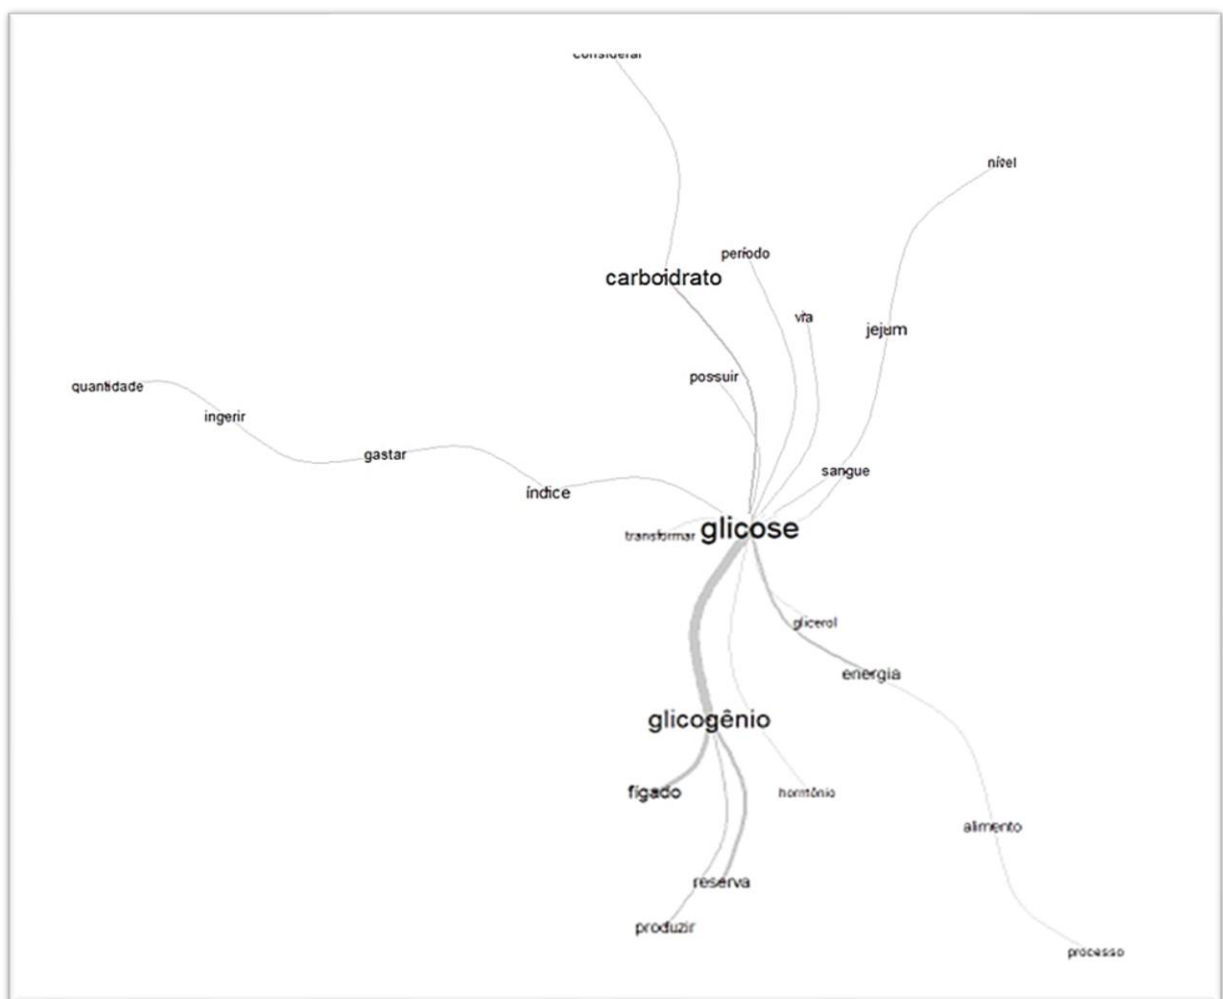 considerar
nível
período
carboidrato
via
jejum
possuir
quantidade
ingerir
gastar
sangue
índice
glicose
transformar
glicerol
energia
glicogênio
fígado
hormônio
alimento
reserva
produzir
processo